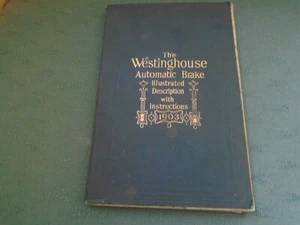 The
Westinghouse
Automatic Brake
Illustrated
Description
with
Instructions
1903